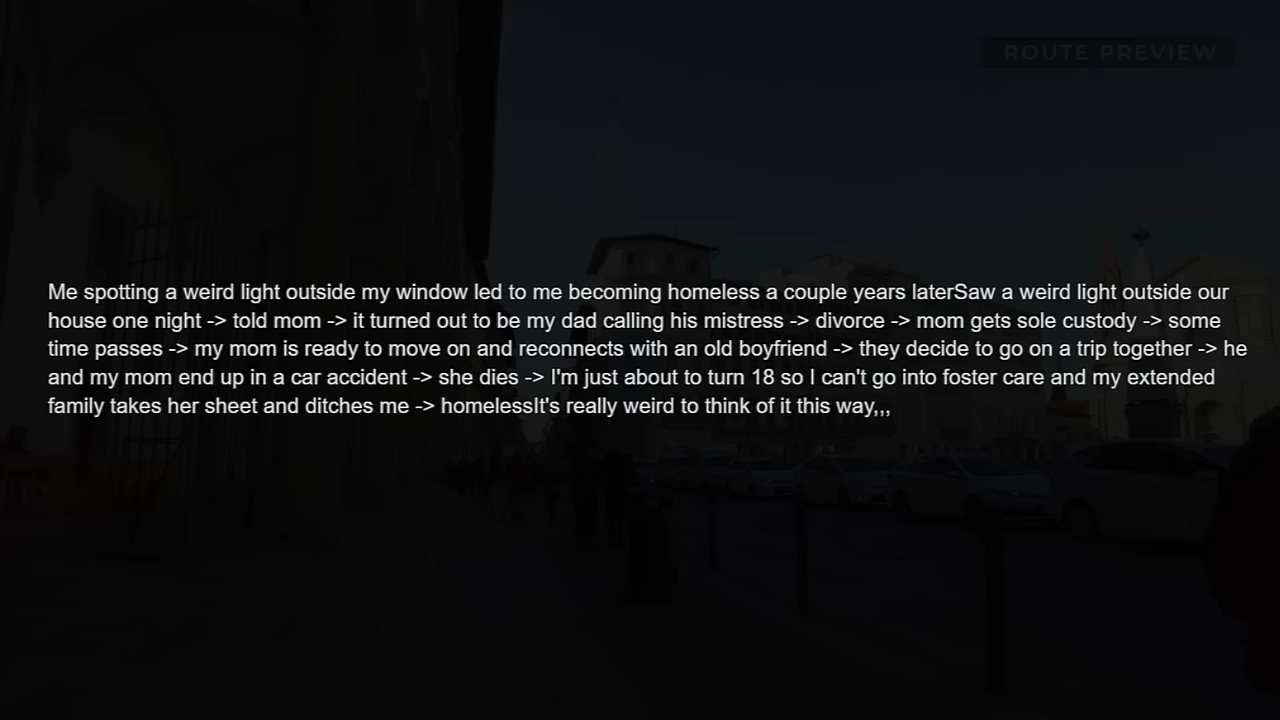 ROUTE PREVIEW
Me spotting a weird light outside my window led to me becoming homeless a couple years laterSaw a weird light outside our
house one night -> told mom -> it turned out to be my dad calling his mistress -> divorce -> mom gets sole custody -> some
time passes -> my mom is ready to move on and reconnects with an old boyfriend -> they decide to go on a trip together -> he
and my mom end up in a car accident -> she dies -> I'm just about to turn 18 so I can't go into foster care and my extended
family takes her sheet and ditches me -> homelessIt's really weird to think of it this way,,,